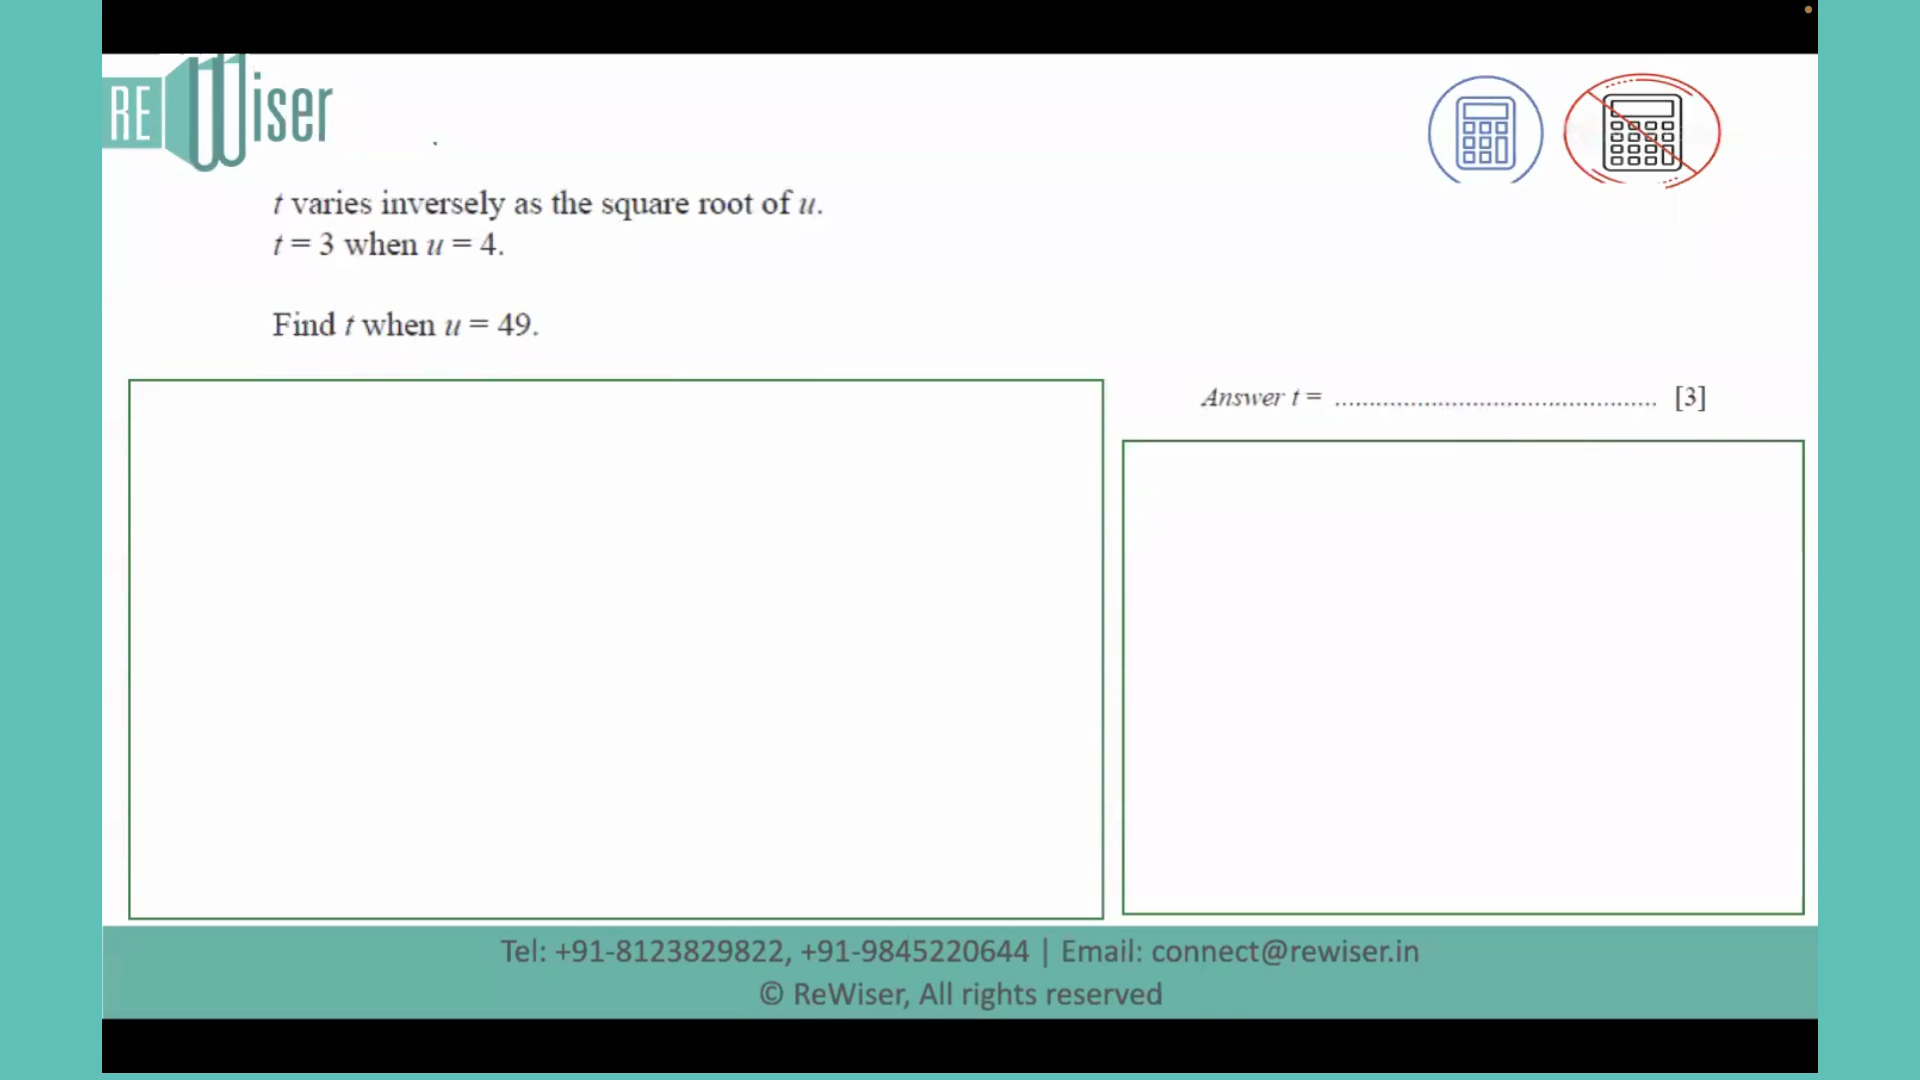 REWiser
t varies inversely as the square root of u.
t = 3 when u = 4.
Find t when u = 49.
Answer t = ................................................ [3]
Tel: +91-8123829822, +91-9845220644 | Email: connect@rewiser.in
© ReWiser, All rights reserved